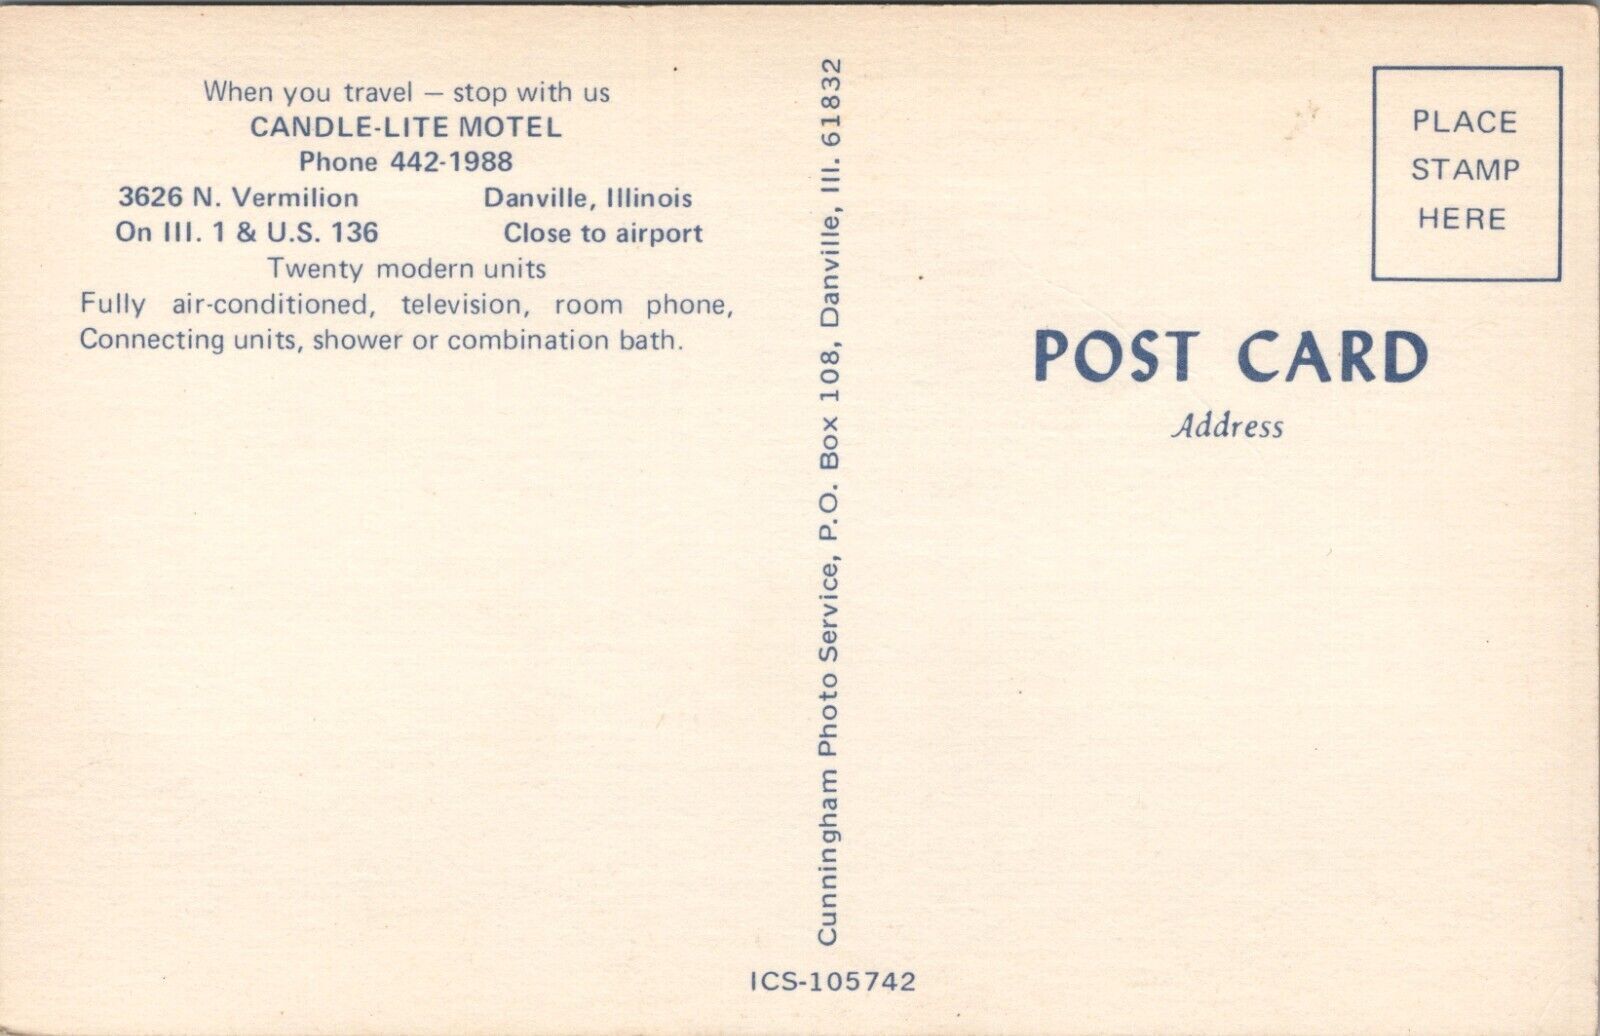 When you travel — stop with us
CANDLE-LITE MOTEL
Phone 442-1988
3626 N. Vermilion Danville, Illinois
On Ill. 1 & U.S. 136 Close to airport
Twenty modern units
Fully air-conditioned, television, room phone,
Connecting units, shower or combination bath.
Cunningham Photo Service, P.O. Box 108, Danville, Ill. 61832
ICS-105742
PLACE
STAMP
HERE
POST CARD
Address